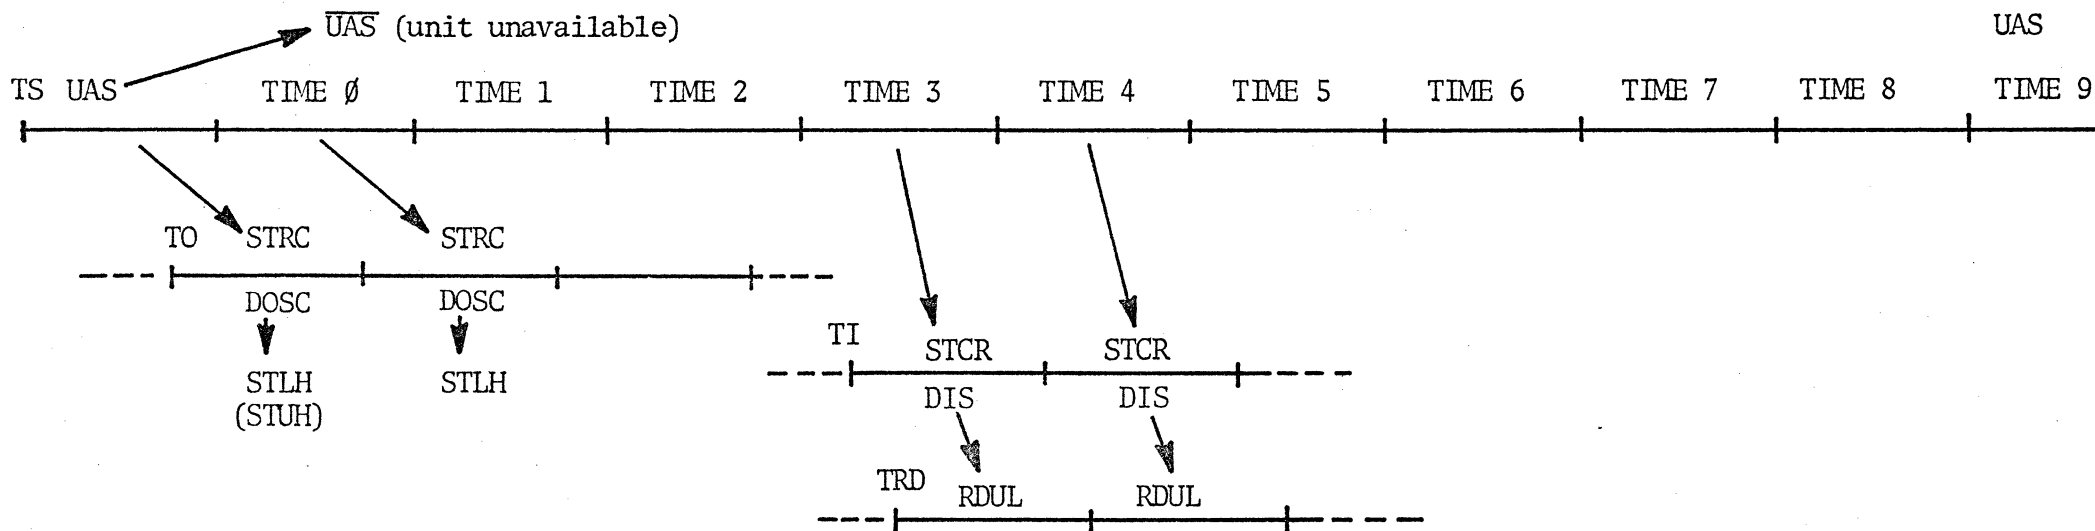 U̅A̅S̅ (unit unavailable) UAS
TS UAS TIME Ø TIME 1 TIME 2 TIME 3 TIME 4 TIME 5 TIME 6 TIME 7 TIME 8 TIME 9
TO STRC STRC
DOSC DOSC
TI STCR STCR
STLH STLH
(STUH)
DIS DIS
TRD RDUL RDUL